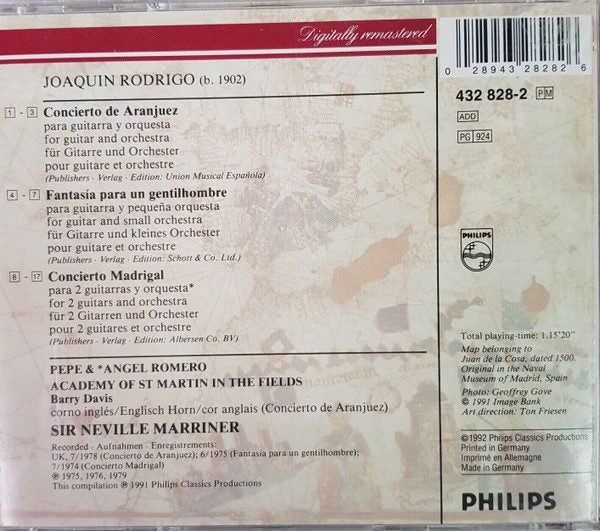 Digitally remastered
0 28943 28282 6
432 828-2 PM
ADD
PG 924
JOAQUIN RODRIGO (b. 1902)
1 - 3 Concierto de Aranjuez
para guitarra y orquesta
for guitar and orchestra
für Gitarre und Orchester
pour guitare et orchestre
(Publishers · Verlag · Edition: Union Musical Española)
4 - 7 Fantasía para un gentilhombre
para guitarra y pequeña orquesta
for guitar and small orchestra
für Gitarre und kleines Orchester
pour guitare et orchestre
(Publishers · Verlag · Edition: Schott & Co. Ltd.)
8 - 17 Concierto Madrigal
para 2 guitarras y orquesta*
for 2 guitars and orchestra
für 2 Gitarren und Orchester
pour 2 guitares et orchestre
(Publishers · Verlag · Edition: Albersen Co. BV)
PEPE & *ANGEL ROMERO
ACADEMY OF ST MARTIN IN THE FIELDS
Barry Davis
corno inglés/Englisch Horn/cor anglais (Concierto de Aranjuez)
SIR NEVILLE MARRINER
Recorded · Aufnahmen · Enregistrements:
UK, 7/1978 (Concierto de Aranjuez); 6/1975 (Fantasía para un gentilhombre);
7/1974 (Concierto Madrigal)
℗ 1975, 1976, 1979
This compilation ℗ 1991 Philips Classics Productions
PHILIPS
Total playing-time: 1.15'20"
Map belonging to
Juan de la Cosa, dated 1500.
Original in the Naval
Museum of Madrid, Spain
Photo: Geoffrey Gove
© 1991 Image Bank
Art direction: Ton Friesen
©1992 Philips Classics Productions
Printed in Germany
imprimé en Allemagne
Made in Germany
PHILIPS